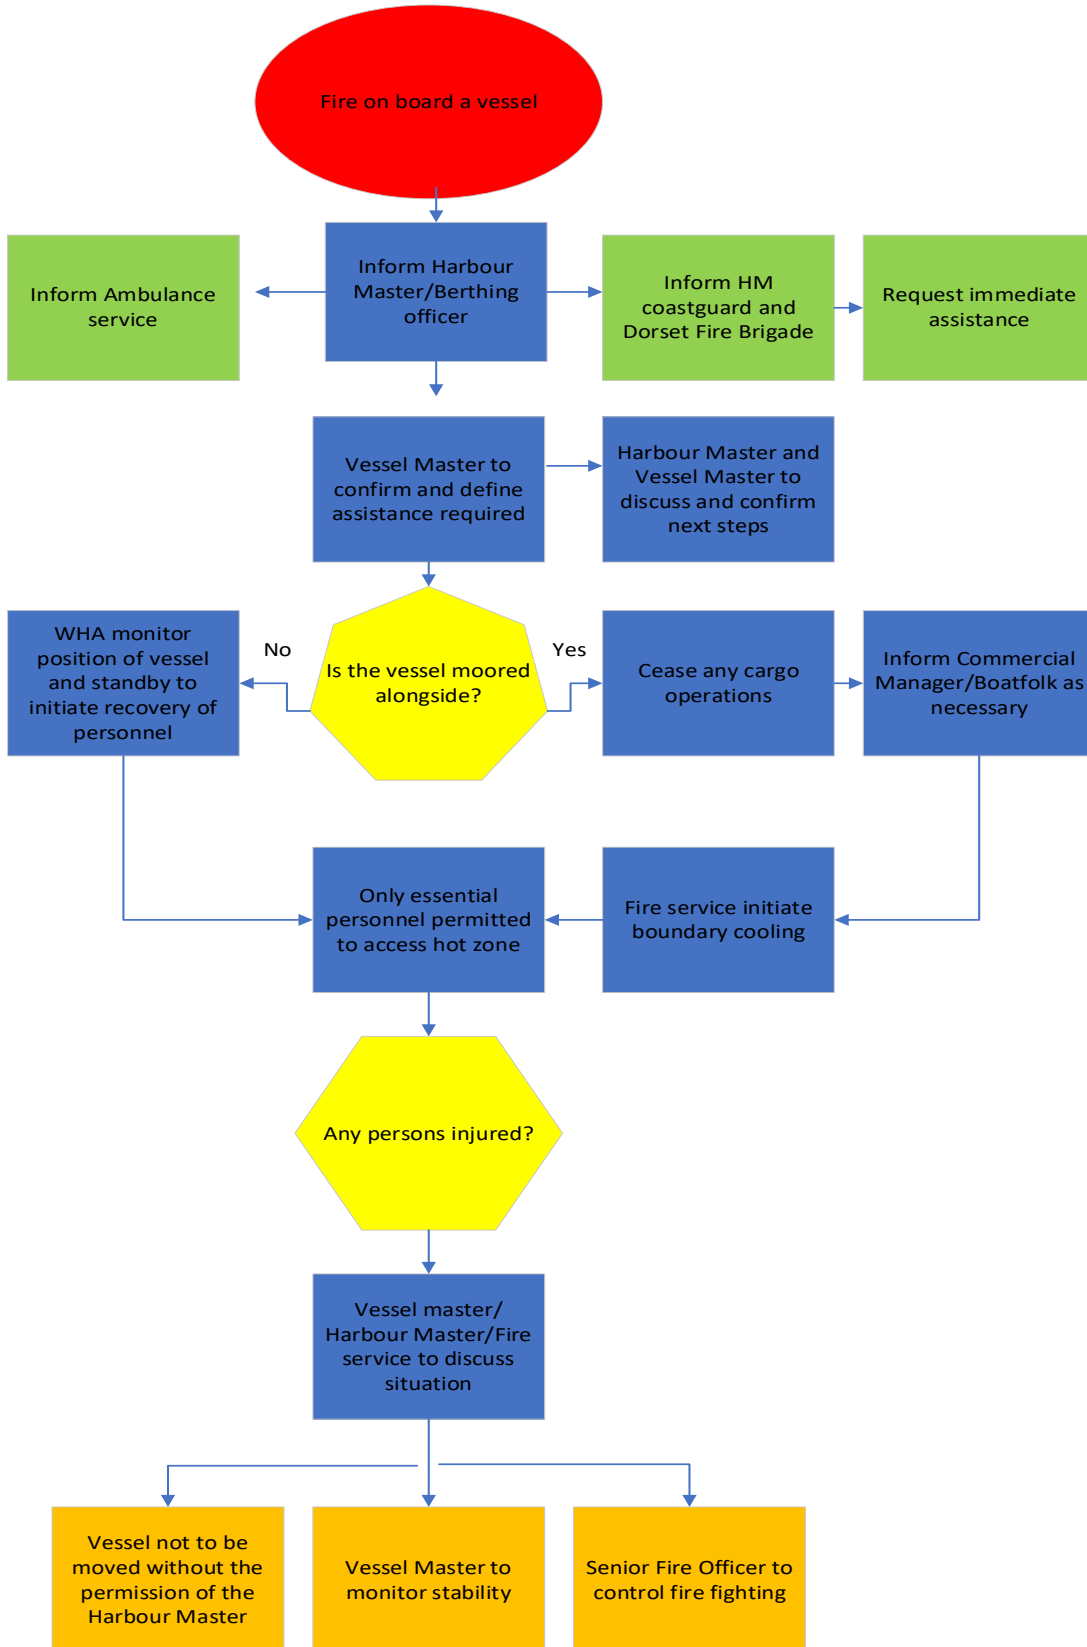 Fire on board a vessel
Inform Ambulance
service
Inform Harbour
Master/Berthing
officer
Inform HM
coastguard and
Dorset Fire Brigade
Request immediate
assistance
Vessel Master to
confirm and define
assistance required
Harbour Master and
Vessel Master to
discuss and confirm
next steps
WHA monitor
position of vessel
and standby to
initiate recovery of
personnel
No
Is the vessel moored
alongside?
Yes
Cease any cargo
operations
Inform Commercial
Manager/Boatfolk as
necessary
Only essential
personnel permitted
to access hot zone
Fire service initiate
boundary cooling
Any persons injured?
Vessel master/
Harbour Master/Fire
service to discuss
situation
Vessel not to be
moved without the
permission of the
Harbour Master
Vessel Master to
monitor stability
Senior Fire Officer to
control fire fighting